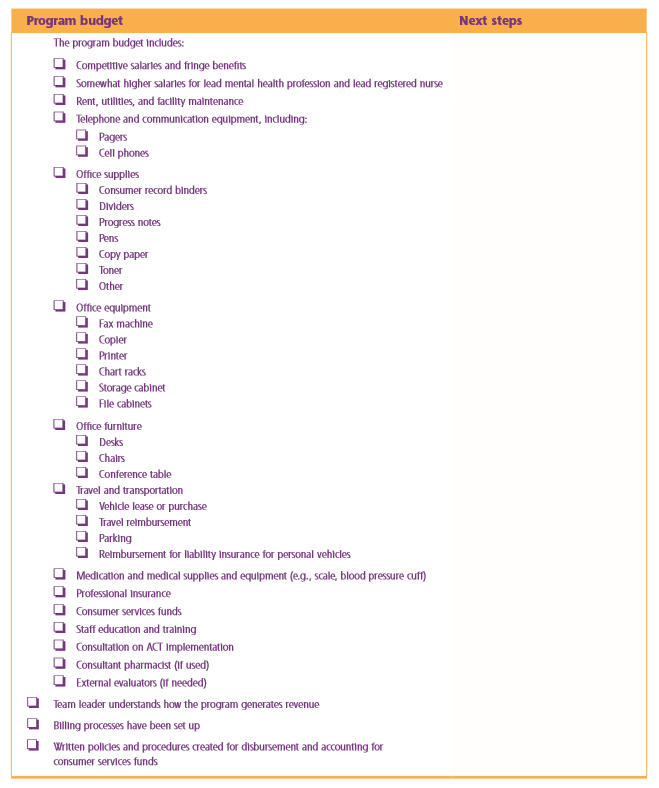 Program budget
Next steps
The program budget includes:
Competitive salaries and fringe benefits
Somewhat higher salaries for lead mental health profession and lead registered nurse
Rent, utilities, and facility maintenance
Telephone and communication equipment, including:
Pagers
Cell phones
Office supplies
Consumer record binders
Dividers
Progress notes
Pens
Copy paper
Toner
Other
Office equipment
Fax machine
Copier
Printer
Chart racks
Storage cabinet
File cabinets
Office furniture
Desks
Chairs
Conference table
Travel and transportation
Vehicle lease or purchase
Travel reimbursement
Parking
Reimbursement for liability insurance for personal vehicles
Medication and medical supplies and equipment (e.g., scale, blood pressure cuff)
Professional insurance
Consumer services funds
Staff education and training
Consultation on ACT implementation
Consultant pharmacist (if used)
External evaluators (if needed)
Team leader understands how the program generates revenue
Billing processes have been set up
Written policies and procedures created for disbursement and accounting for
consumer services funds